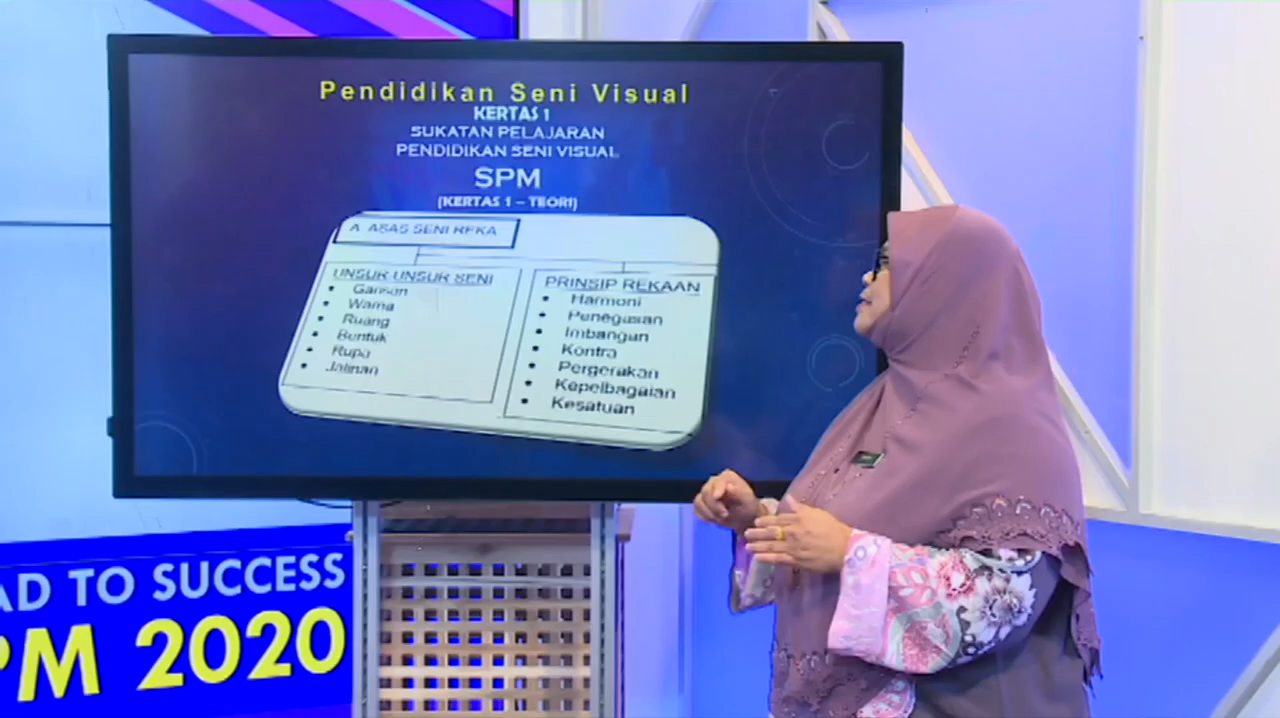 Pendidikan Seni Visual
KERTAS 1
SUKATAN PELAJARAN
PENDIDIKAN SENI VISUAL
SPM
(KERTAS 1 – TEORI)
A. ASAS SENI REKA
UNSUR-UNSUR SENI
• Garisan
• Warna
• Ruang
• Bentuk
• Rupa
• Jalinan
PRINSIP REKAAN
• Harmoni
• Penegasan
• Imbangan
• Kontra
• Pergerakan
• Kepelbagaian
• Kesatuan
AD TO SUCCESS
PM 2020